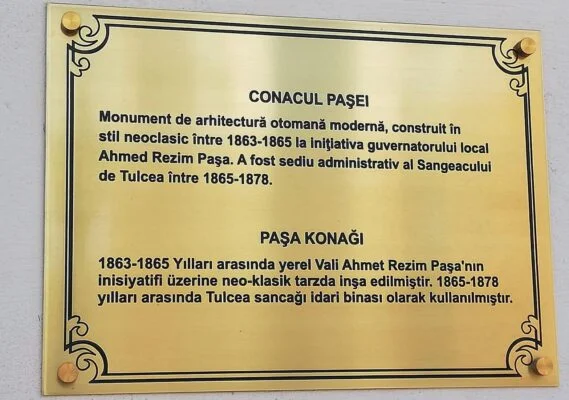 CONACUL PAŞEI
Monument de arhitectură otomană modernă, construit în
stil neoclasic între 1863-1865 la iniţiativa guvernatorului local
Ahmed Rezim Paşa. A fost sediu administrativ al Sangeacului
de Tulcea între 1865-1878.
PAŞA KONAĞI
1863-1865 Yılları arasında yerel Vali Ahmet Rezim Paşa'nın
inisiyatifi üzerine neo-klasik tarzda inşa edilmiştir. 1865-1878
yılları arasında Tulcea sancağı idari binası olarak kullanılmıştır.